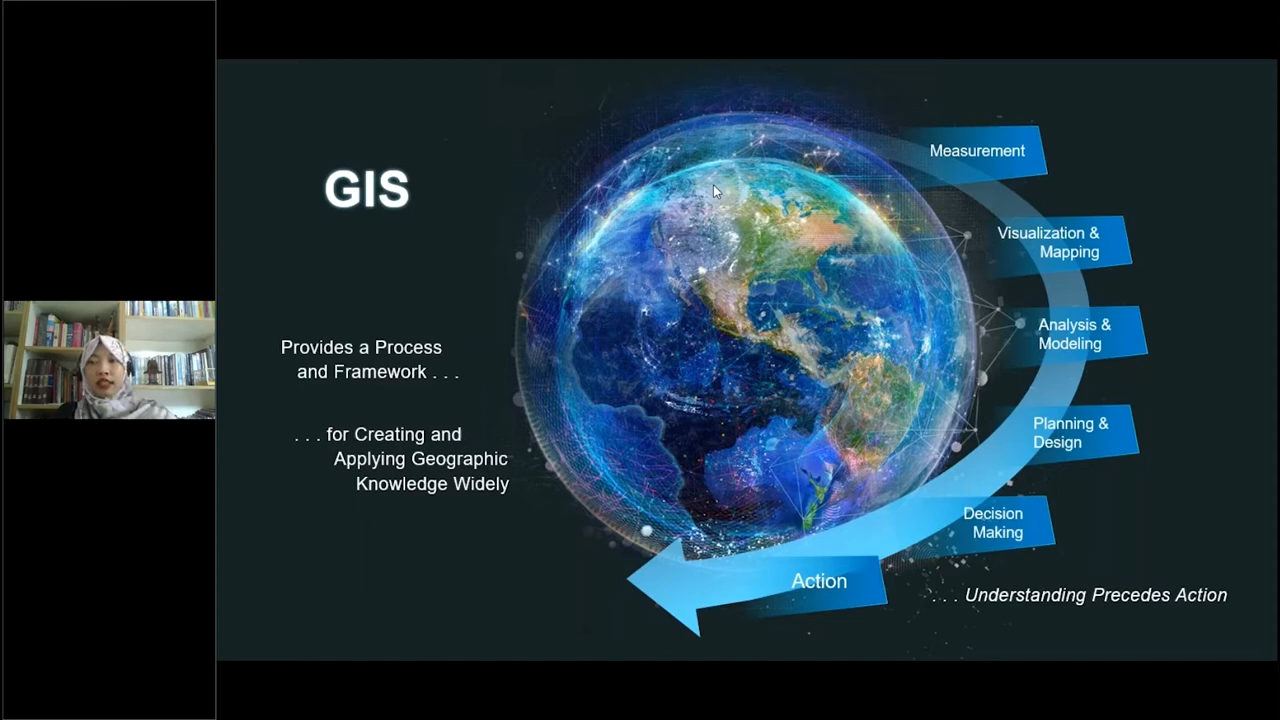 GIS
Provides a Process
and Framework . . .
. . . for Creating and
Applying Geographic
Knowledge Widely
Measurement
Visualization &
Mapping
Analysis &
Modeling
Planning &
Design
Decision
Making
Action
. . . Understanding Precedes Action